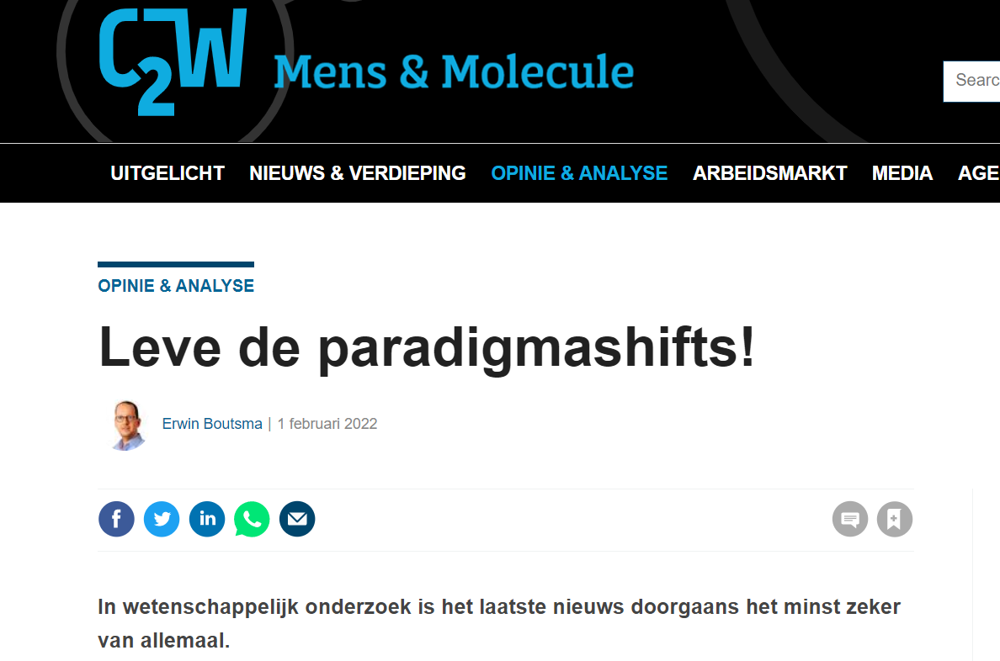 C2W
Mens & Molecule
Searc
UITGELICHT NIEUWS & VERDIEPING OPINIE & ANALYSE ARBEIDSMARKT MEDIA AGE
OPINIE & ANALYSE
Leve de paradigmashifts!
Erwin Boutsma | 1 februari 2022
In wetenschappelijk onderzoek is het laatste nieuws doorgaans het minst zeker
van allemaal.